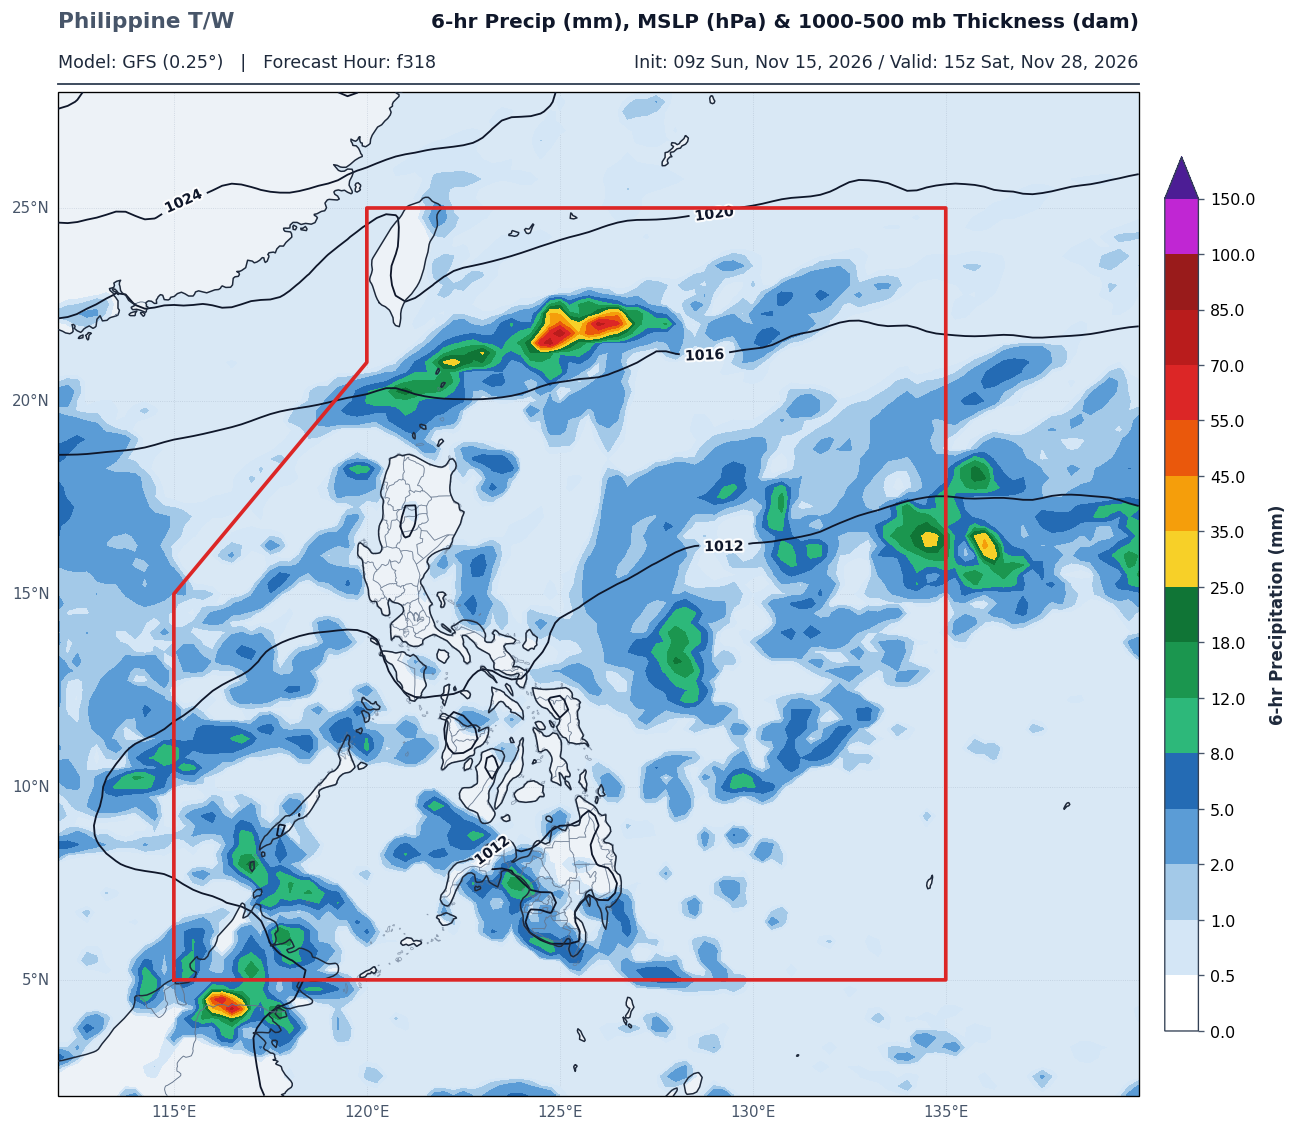 Philippine T/W
6-hr Precip (mm), MSLP (hPa) & 1000-500 mb Thickness (dam)
Model: GFS (0.25°) | Forecast Hour: f318
Init: 09z Sun, Nov 15, 2026 / Valid: 15z Sat, Nov 28, 2026
1024
1020
1016
1012
1012
25°N
20°N
15°N
10°N
5°N
115°E
120°E
125°E
130°E
135°E
150.0
100.0
85.0
70.0
55.0
45.0
35.0
25.0
18.0
12.0
8.0
5.0
2.0
1.0
0.5
0.0
6-hr Precipitation (mm)